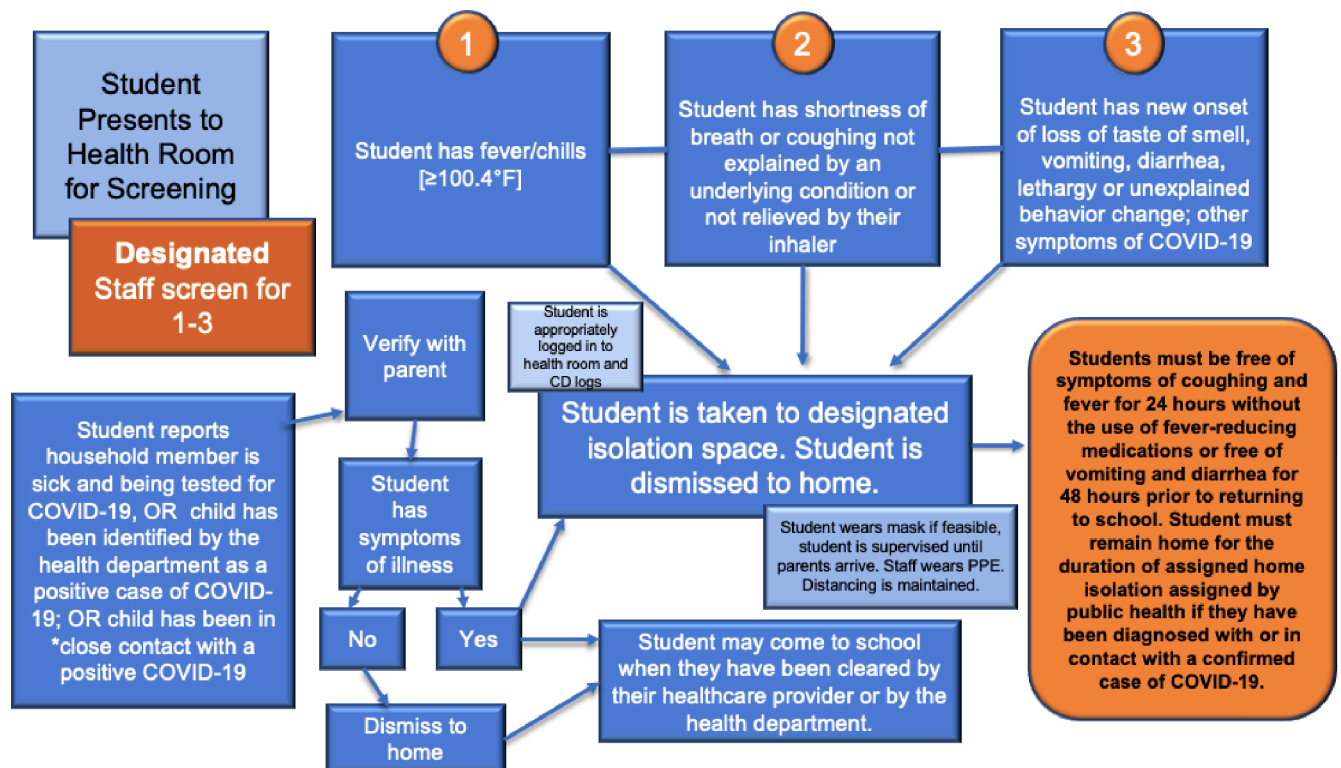 Student
Presents to
Health Room
for Screening
Designated
Staff screen for
1-3
1
Student has fever/chills
[≥100.4°F]
2
Student has shortness of
breath or coughing not
explained by an
underlying condition or
not relieved by their
inhaler
3
Student has new onset
of loss of taste of smell,
vomiting, diarrhea,
lethargy or unexplained
behavior change; other
symptoms of COVID-19
Student reports
household member is
sick and being tested for
COVID-19, OR child has
been identified by the
health department as a
positive case of COVID-
19; OR child has been in
*close contact with a
positive COVID-19
Verify with
parent
Student
has
symptoms
of illness
No
Yes
Dismiss to
home
Student is
appropriately
logged in to
health room and
CD logs
Student is taken to designated
isolation space. Student is
dismissed to home.
Student wears mask if feasible,
student is supervised until
parents arrive. Staff wears PPE.
Distancing is maintained.
Student may come to school
when they have been cleared by
their healthcare provider or by the
health department.
Students must be free of
symptoms of coughing and
fever for 24 hours without
the use of fever-reducing
medications or free of
vomiting and diarrhea for
48 hours prior to returning
to school. Student must
remain home for the
duration of assigned home
isolation assigned by
public health if they have
been diagnosed with or in
contact with a confirmed
case of COVID-19.